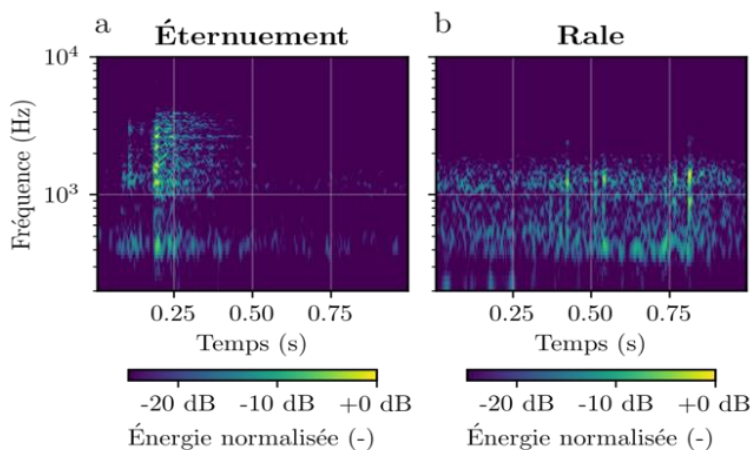 a
Éternuement
b
Rale
Fréquence (Hz)
10⁴
10³
0.25 0.50 0.75
Temps (s)
0.25 0.50 0.75
Temps (s)
-20 dB -10 dB +0 dB
Énergie normalisée (-)
-20 dB -10 dB +0 dB
Énergie normalisée (-)